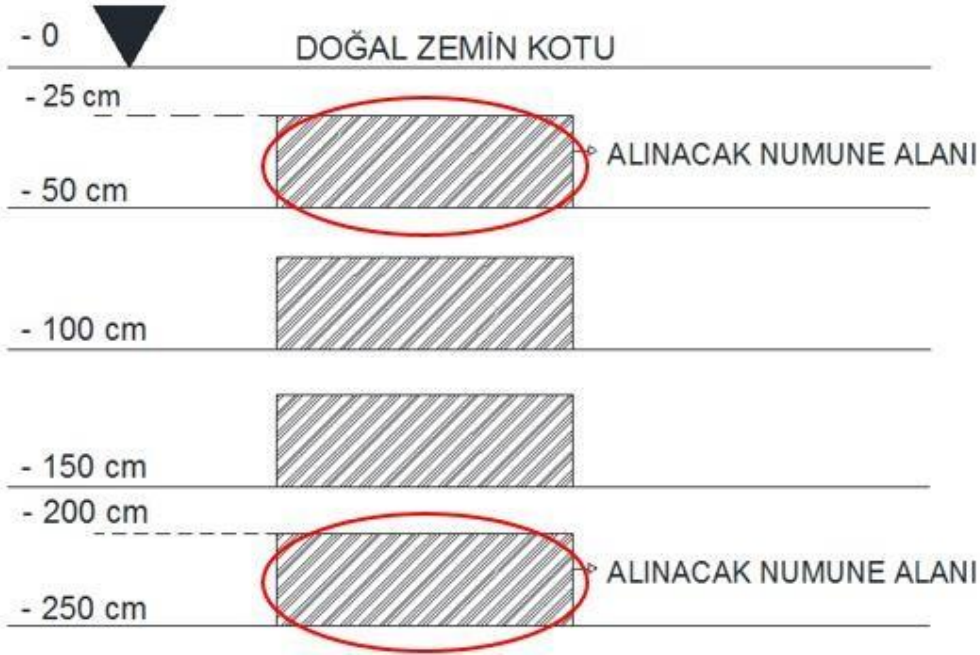 - 0
DOĞAL ZEMİN KOTU
- 25 cm
ALINACAK NUMUNE ALANI
- 50 cm
- 100 cm
- 150 cm
- 200 cm
ALINACAK NUMUNE ALANI
- 250 cm